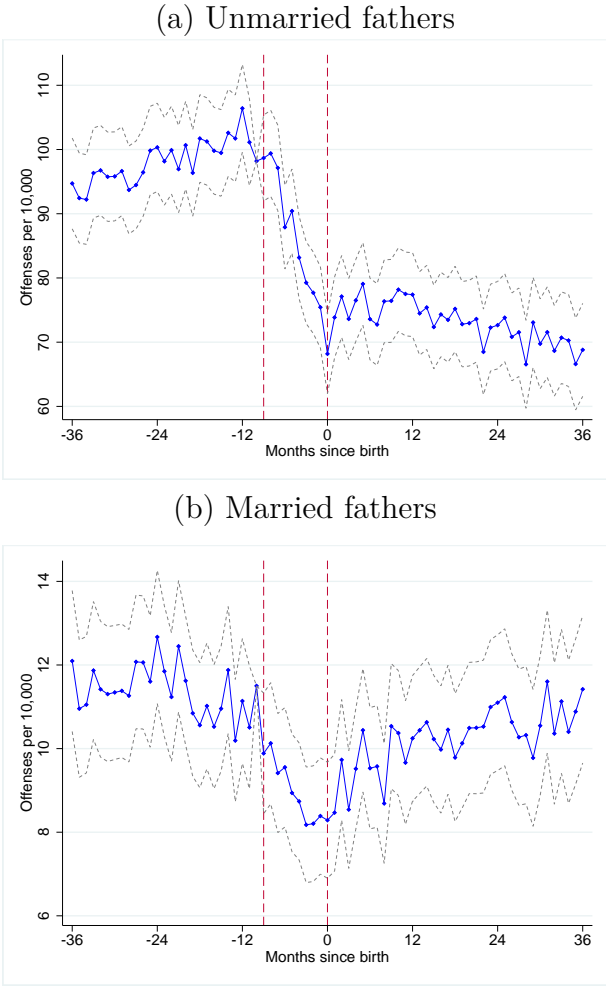 (a) Unmarried fathers
Offenses per 10,000
110
100
90
80
70
60
-36 -24 -12 0 12 24 36
Months since birth
(b) Married fathers
Offenses per 10,000
14
12
10
8
6
-36 -24 -12 0 12 24 36
Months since birth